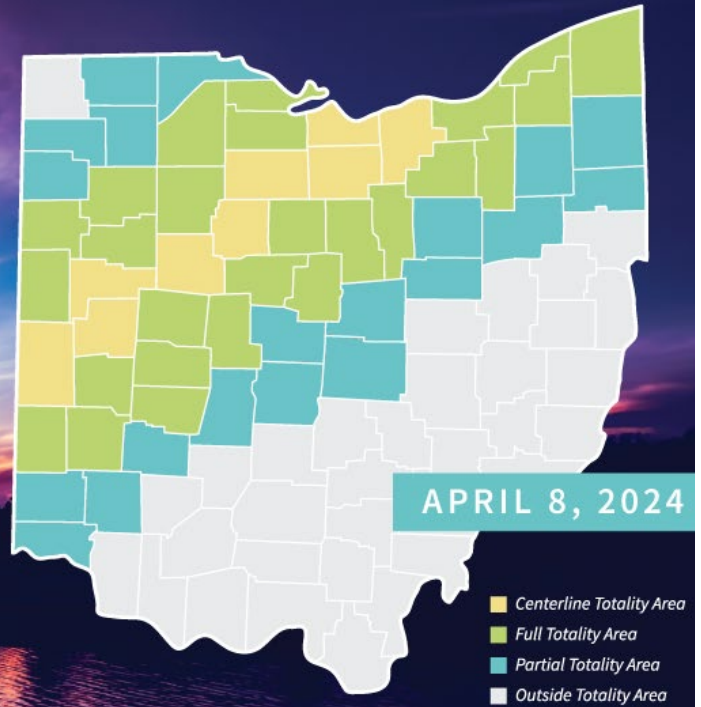 APRIL 8, 2024
Centerline Totality Area
Full Totality Area
Partial Totality Area
Outside Totality Area